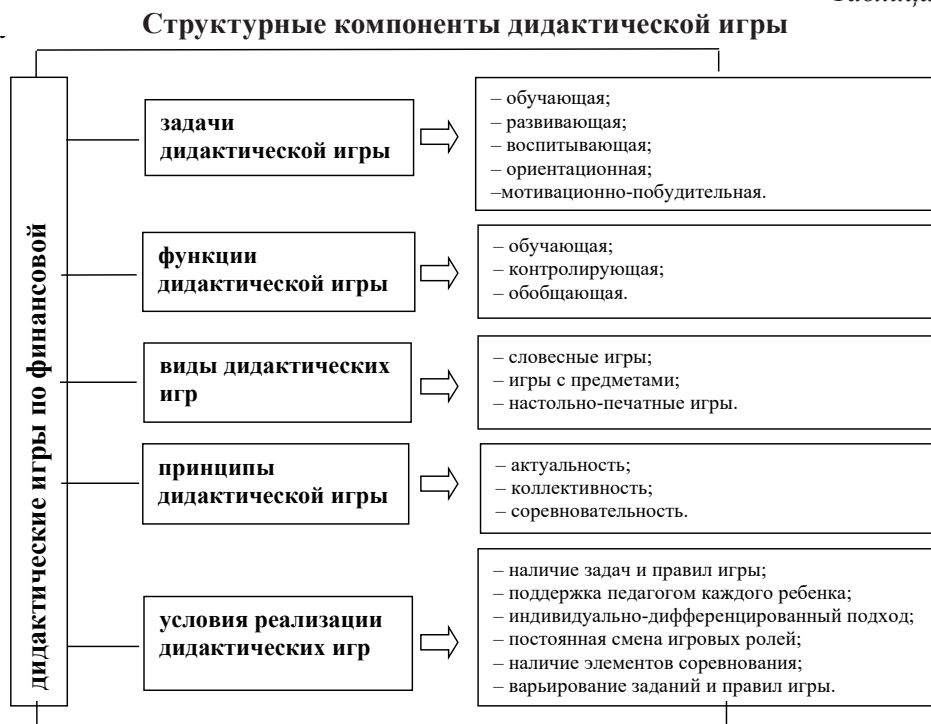 Структурные компоненты дидактической игры
дидактические игры по финансовой
задачи
дидактической игры
– обучающая;
– развивающая;
– воспитывающая;
– ориентационная;
–мотивационно-побудительная.
функции
дидактической игры
– обучающая;
– контролирующая;
– обобщающая.
виды дидактических
игр
– словесные игры;
– игры с предметами;
– настольно-печатные игры.
принципы
дидактической игры
– актуальность;
– коллективность;
– соревновательность.
условия реализации
дидактических игр
– наличие задач и правил игры;
– поддержка педагогом каждого ребенка;
– индивидуально-дифференцированный подход;
– постоянная смена игровых ролей;
– наличие элементов соревнования;
– варьирование заданий и правил игры.